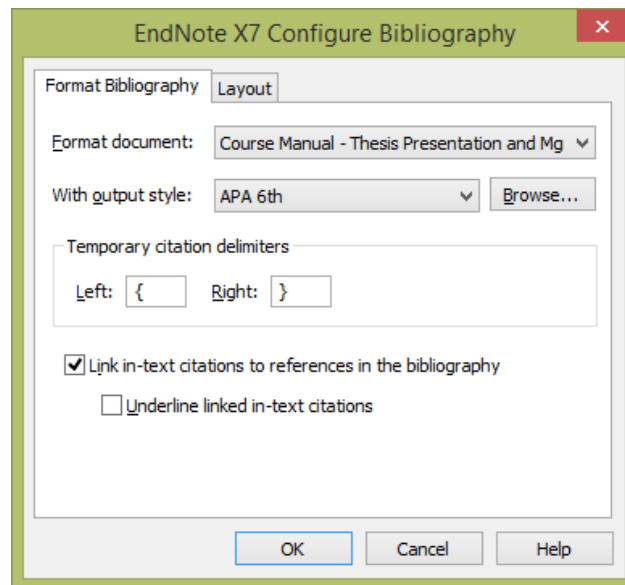 EndNote X7 Configure Bibliography
Format Bibliography Layout
Format document: Course Manual - Thesis Presentation and Mg
With output style: APA 6th Browse...
Temporary citation delimiters
Left: { Right: }
Link in-text citations to references in the bibliography
Underline linked in-text citations
OK Cancel Help